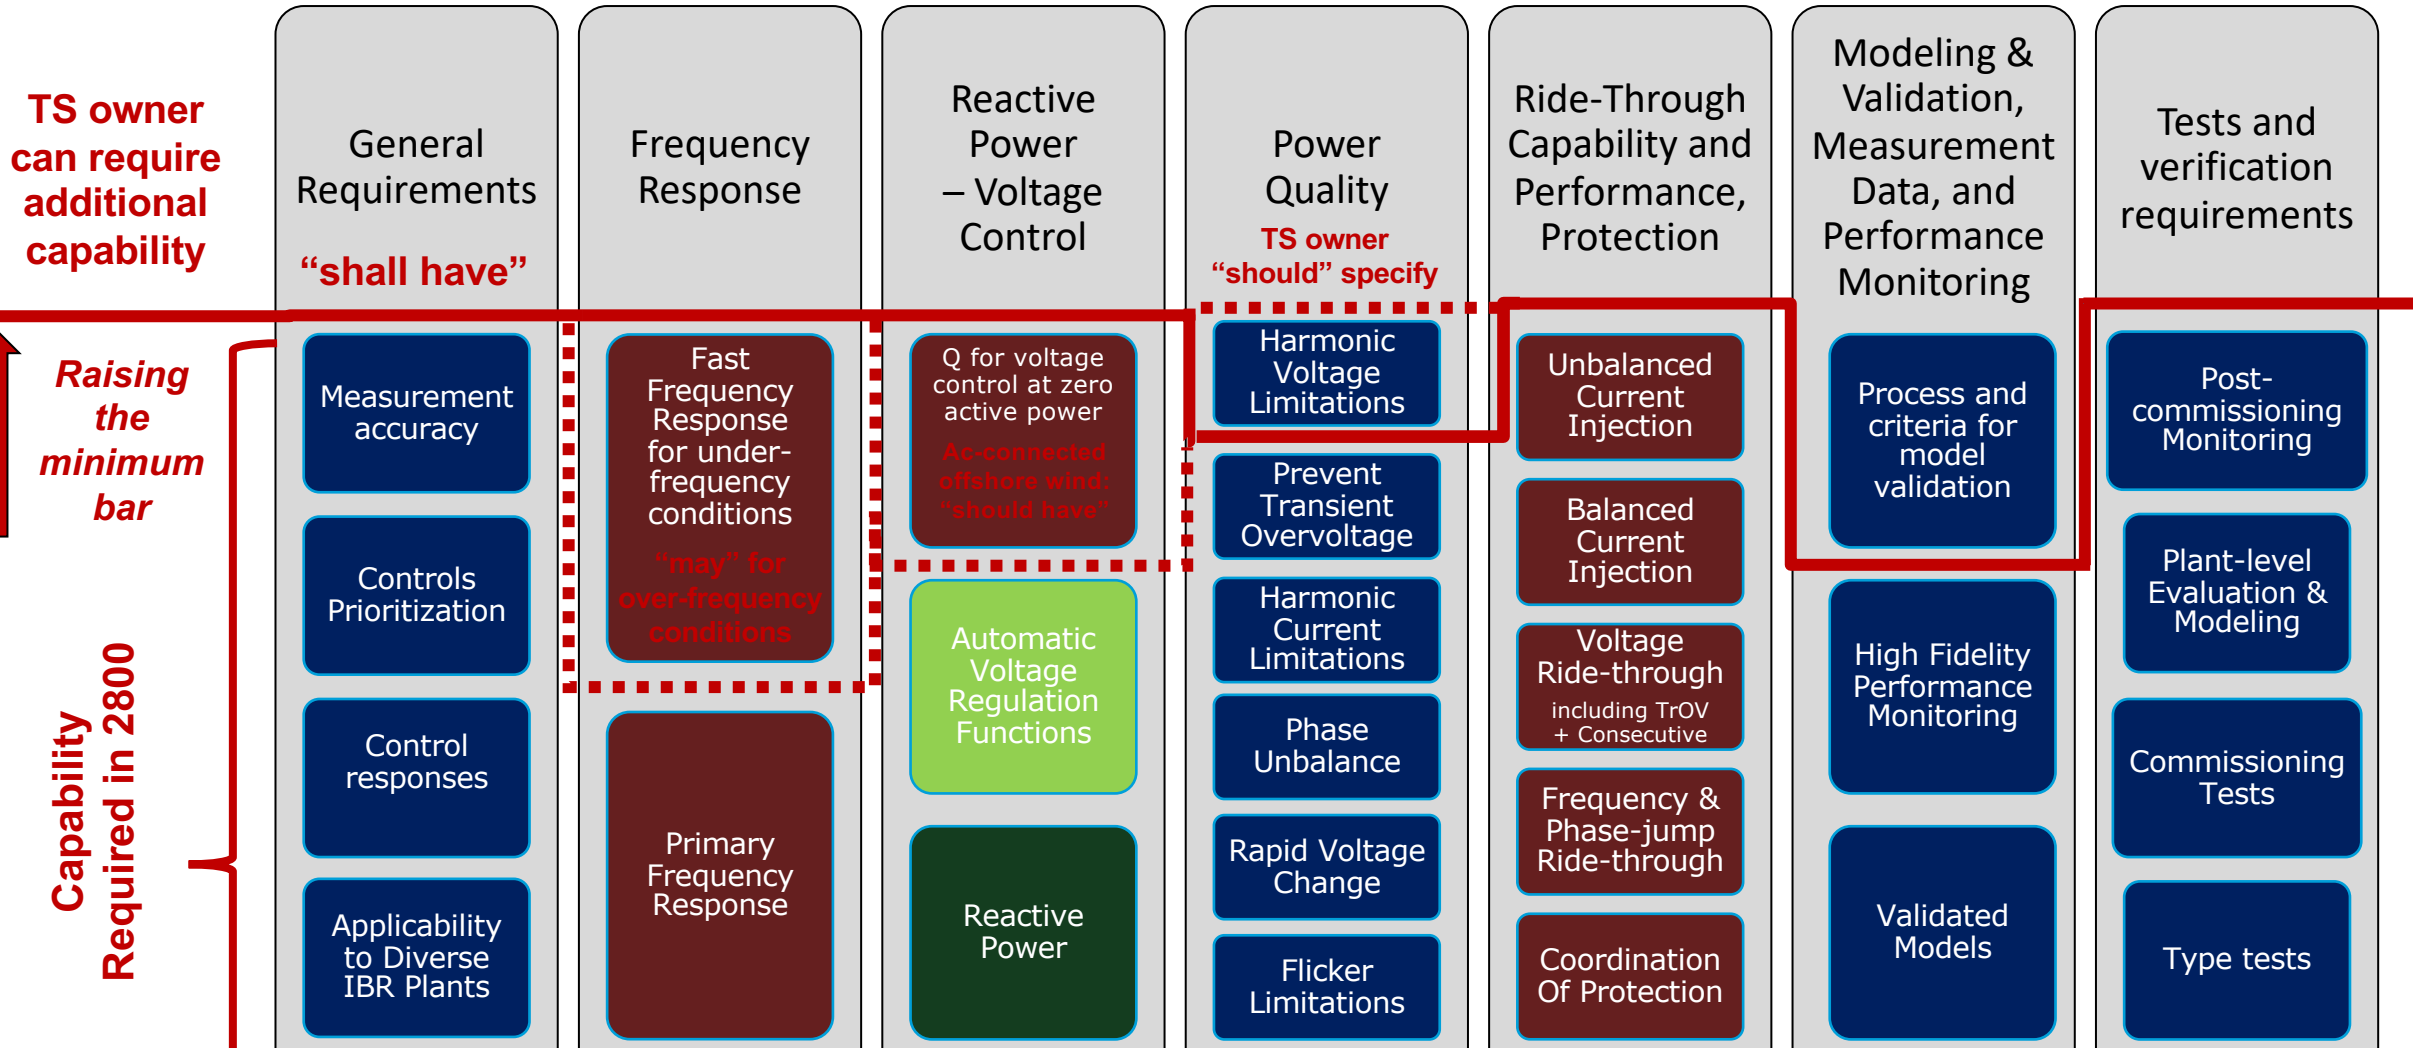 TS owner
can require
additional
capability
Raising
the
minimum
bar
Capability
Required in 2800
General
Requirements
“shall have”
Measurement
accuracy
Controls
Prioritization
Control
responses
Applicability
to Diverse
IBR Plants
Frequency
Response
Fast
Frequency
Response
for under-
frequency
conditions
“may” for
over-frequency
conditions
Primary
Frequency
Response
Reactive
Power
– Voltage
Control
Q for voltage
control at zero
active power
Ac-connected
offshore wind:
“should have”
Automatic
Voltage
Regulation
Functions
Reactive
Power
Power
Quality
TS owner
“should” specify
Harmonic
Voltage
Limitations
Prevent
Transient
Overvoltage
Harmonic
Current
Limitations
Phase
Unbalance
Rapid Voltage
Change
Flicker
Limitations
Ride-Through
Capability and
Performance,
Protection
Unbalanced
Current
Injection
Balanced
Current
Injection
Voltage
Ride-through
including TrOV
+ Consecutive
Frequency &
Phase-jump
Ride-through
Coordination
Of Protection
Modeling &
Validation,
Measurement
Data, and
Performance
Monitoring
Process and
criteria for
model
validation
High Fidelity
Performance
Monitoring
Validated
Models
Tests and
verification
requirements
Post-
commissioning
Monitoring
Plant-level
Evaluation &
Modeling
Commissioning
Tests
Type tests